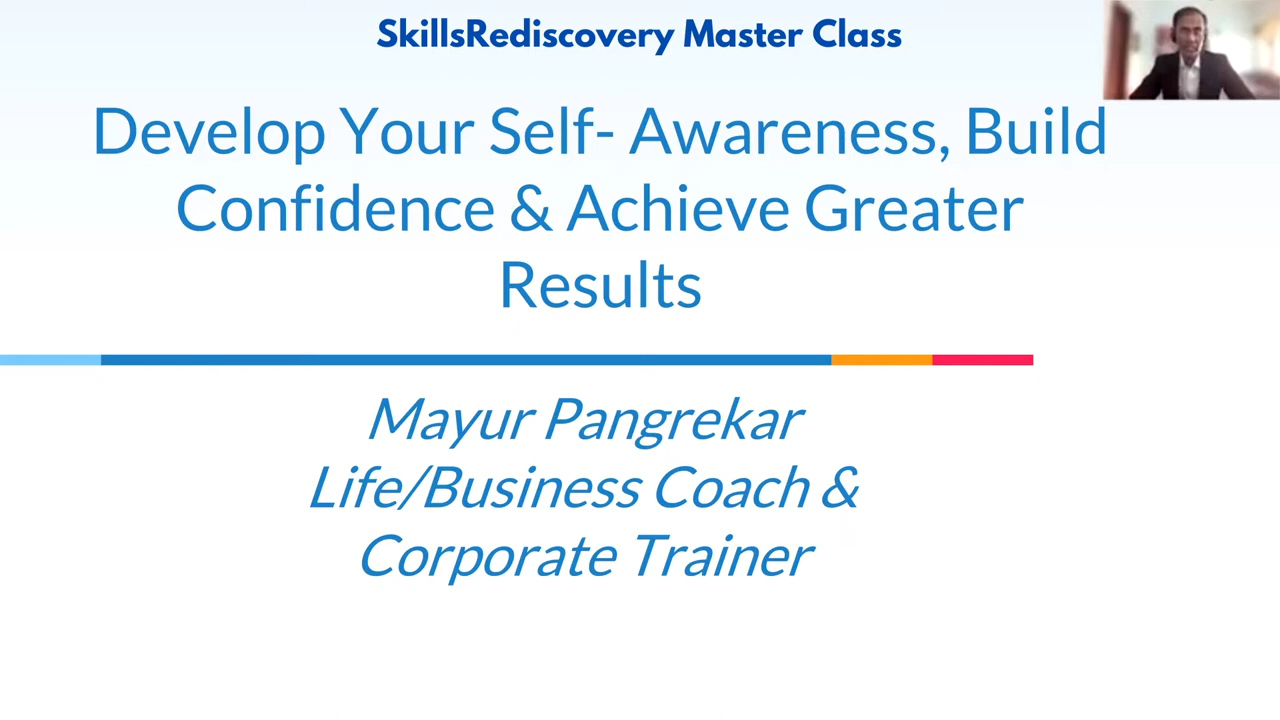 SkillsRediscovery Master Class
Develop Your Self- Awareness, Build
Confidence & Achieve Greater
Results
Mayur Pangrekar
Life/Business Coach &
Corporate Trainer